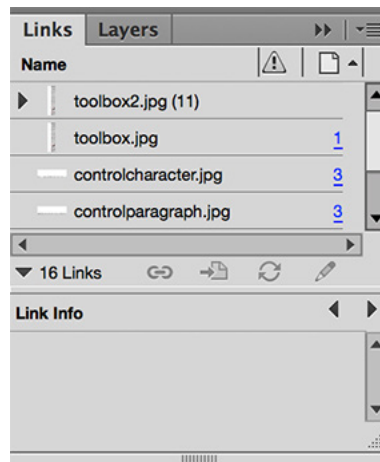 Links Layers
Name
toolbox2.jpg (11)
toolbox.jpg 1
controlcharacter.jpg 3
controlparagraph.jpg 3
16 Links
Link Info